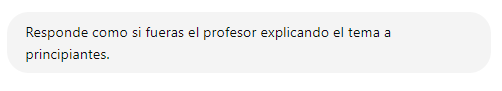 Responde como si fueras el profesor explicando el tema a
principiantes.